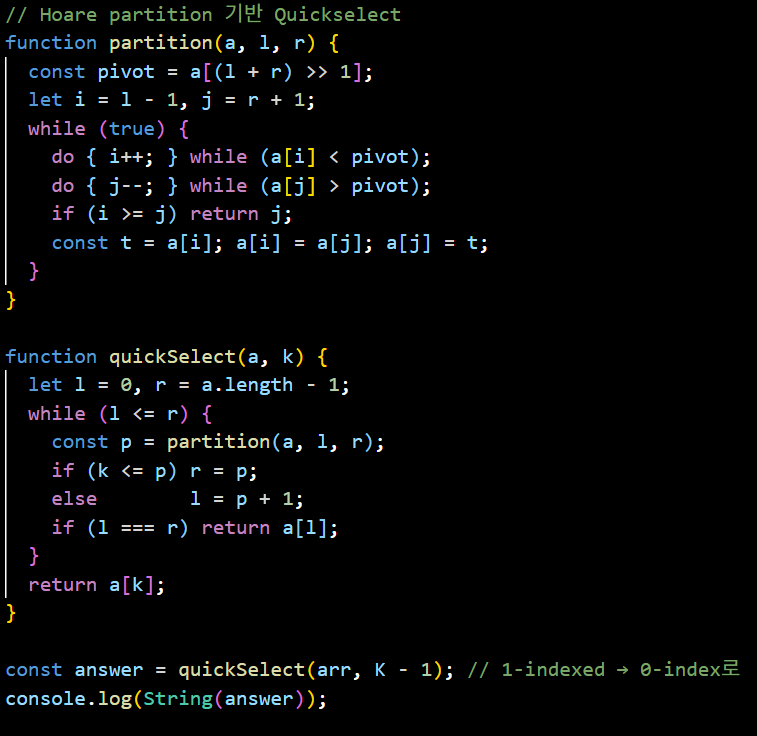 // Hoare partition 기반 Quickselect
function partition(a, l, r) {
  const pivot = a[(l + r) >> 1];
  let i = l - 1, j = r + 1;
  while (true) {
    do { i++; } while (a[i] < pivot);
    do { j--; } while (a[j] > pivot);
    if (i >= j) return j;
    const t = a[i]; a[i] = a[j]; a[j] = t;
  }
}

function quickSelect(a, k) {
  let l = 0, r = a.length - 1;
  while (l <= r) {
    const p = partition(a, l, r);
    if (k <= p) r = p;
    else        l = p + 1;
    if (l === r) return a[l];
  }
  return a[k];
}

const answer = quickSelect(arr, K - 1); // 1-indexed → 0-index로
console.log(String(answer));